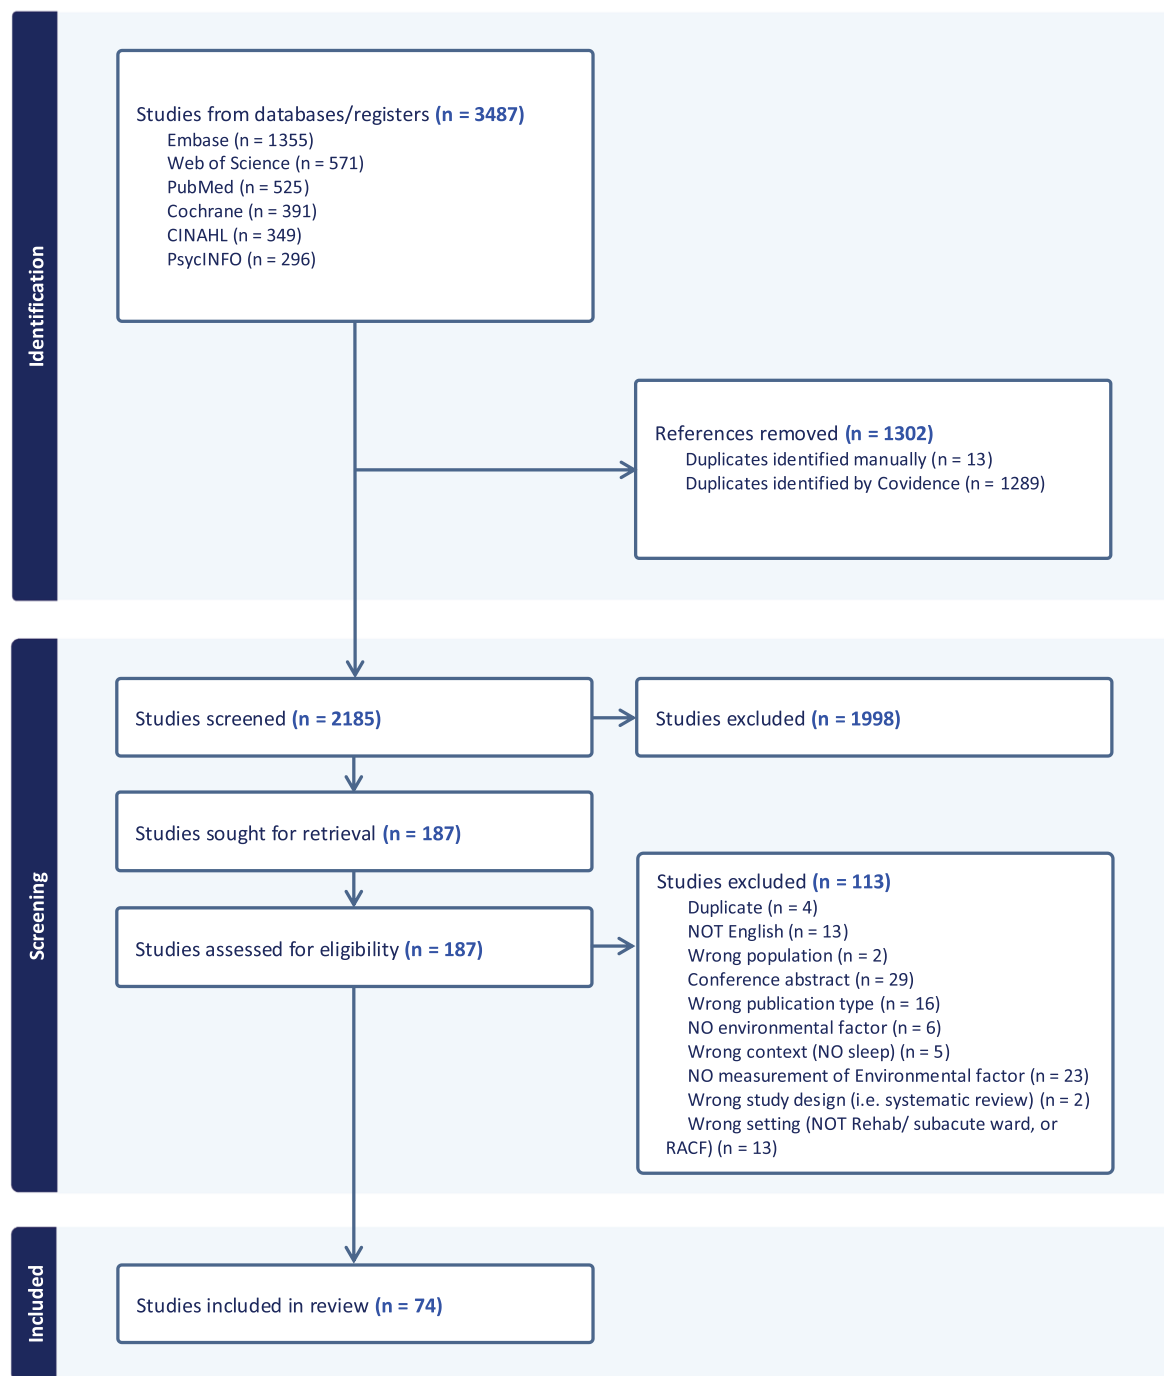 Identification
Studies from databases/registers (n = 3487)
Embase (n = 1355)
Web of Science (n = 571)
PubMed (n = 525)
Cochrane (n = 391)
CINAHL (n = 349)
PsycINFO (n = 296)
References removed (n = 1302)
Duplicates identified manually (n = 13)
Duplicates identified by Covidence (n = 1289)
Screening
Studies screened (n = 2185)
Studies excluded (n = 1998)
Studies sought for retrieval (n = 187)
Studies assessed for eligibility (n = 187)
Studies excluded (n = 113)
Duplicate (n = 4)
NOT English (n = 13)
Wrong population (n = 2)
Conference abstract (n = 29)
Wrong publication type (n = 16)
NO environmental factor (n = 6)
Wrong context (NO sleep) (n = 5)
NO measurement of Environmental factor (n = 23)
Wrong study design (i.e. systematic review) (n = 2)
Wrong setting (NOT Rehab/ subacute ward, or
RACF) (n = 13)
Included
Studies included in review (n = 74)